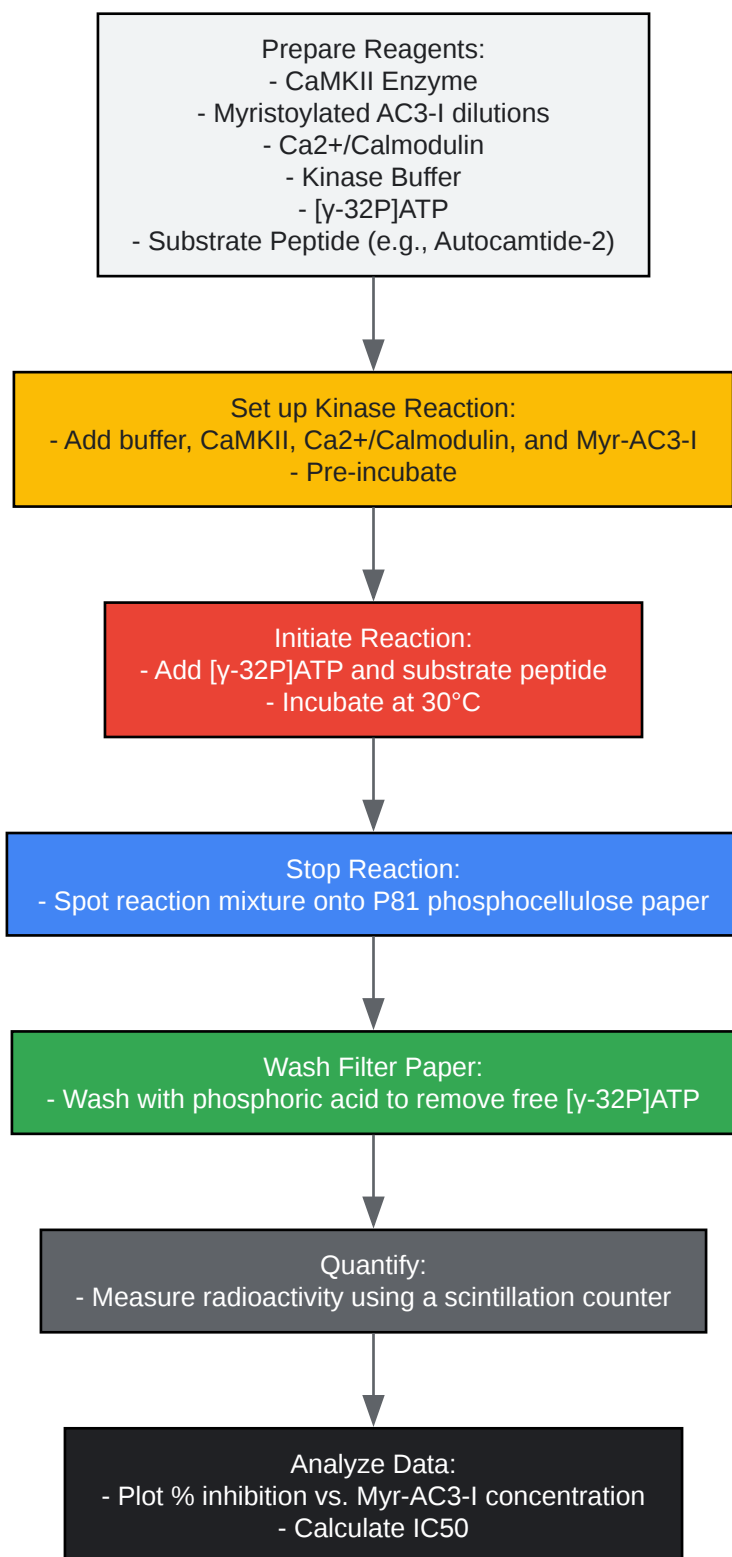 Prepare Reagents:
- CaMKII Enzyme
- Myristoylated AC3-I dilutions
- Ca2+/Calmodulin
- Kinase Buffer
- [γ-32P]ATP
- Substrate Peptide (e.g., Autocamtide-2)
Set up Kinase Reaction:
- Add buffer, CaMKII, Ca2+/Calmodulin, and Myr-AC3-I
- Pre-incubate
Initiate Reaction:
- Add [γ-32P]ATP and substrate peptide
- Incubate at 30°C
Stop Reaction:
- Spot reaction mixture onto P81 phosphocellulose paper
Wash Filter Paper:
- Wash with phosphoric acid to remove free [γ-32P]ATP
Quantify:
- Measure radioactivity using a scintillation counter
Analyze Data:
- Plot % inhibition vs. Myr-AC3-I concentration
- Calculate IC50